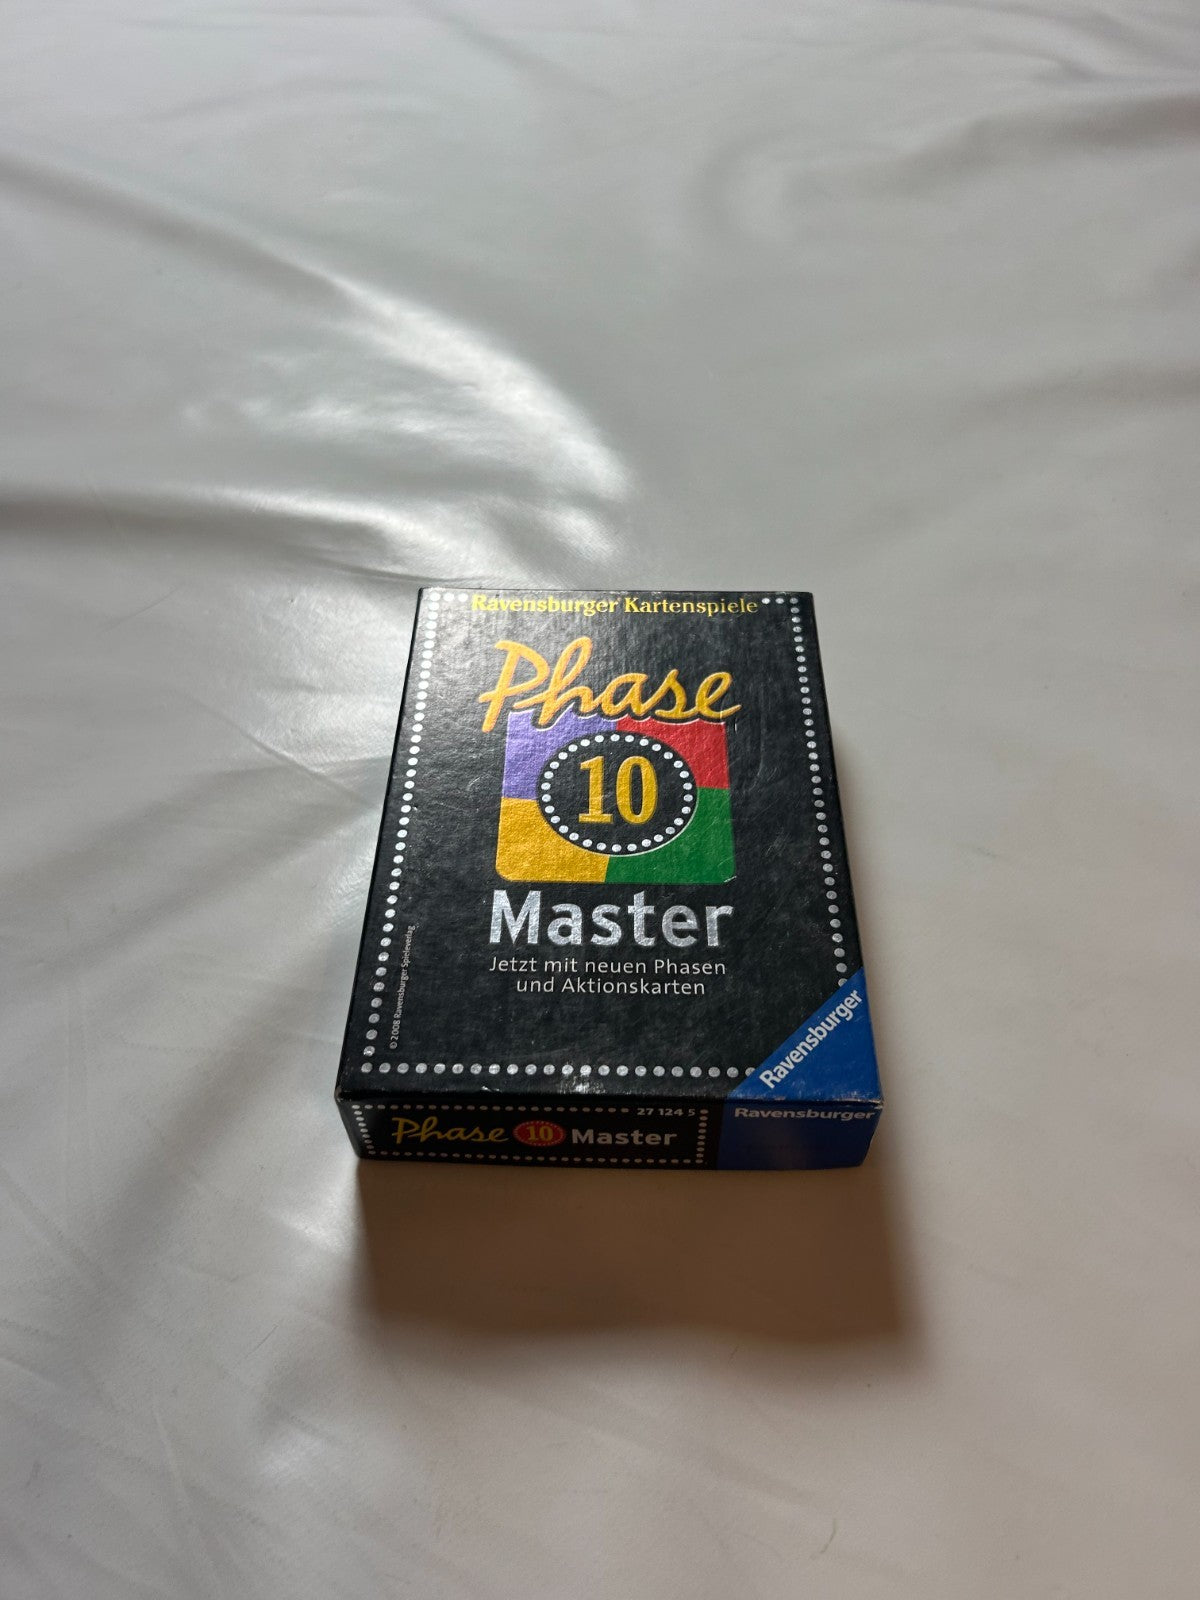 Ravensburger Kartenspiele
Phase
10
Master
Jetzt mit neuen Phasen
und Aktionskarten
© 2008 Ravensburger Spieleverlag
Ravensburger
27 124 5
Phase 10 Master
Ravensburger